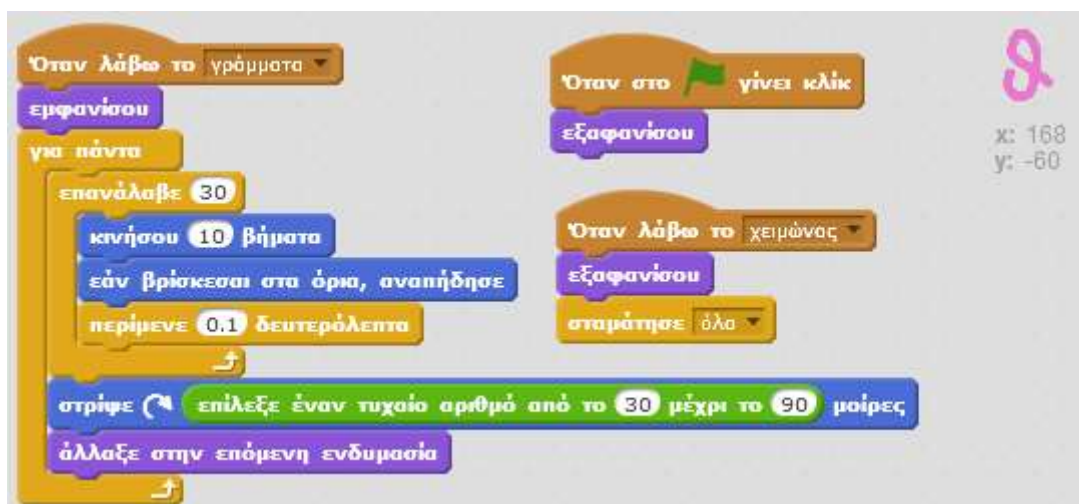 Όταν λάβω το γράμματα
εμφανίσου
για πάντα
επανάλαβε 30
κινήσου 10 βήματα
εάν βρίσκεσαι στα όρια, αναπήδησε
περίμενε 0.1 δευτερόλεπτα
στρίψε επίλεξε έναν τυχαίο αριθμό από το 30 μέχρι το 90 μοίρες
άλλαξε στην επόμενη ενδυμασία
Όταν στο γίνει κλίκ
εξαφανίσου
Όταν λάβω το χειμώνας
εξαφανίσου
σταμάτησε όλα
x: 168
y: -60